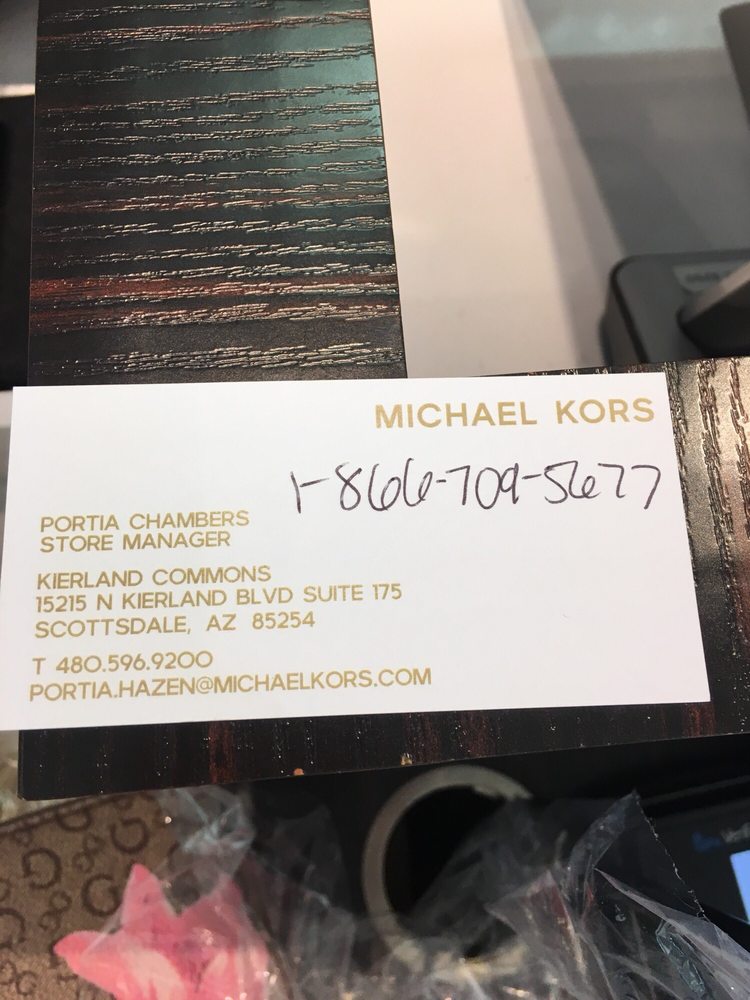 MICHAEL KORS
1-866-709-5677
PORTIA CHAMBERS
STORE MANAGER
KIERLAND COMMONS
15215 N KIERLAND BLVD SUITE 175
SCOTTSDALE, AZ 85254
T 480.596.9200
PORTIA.HAZEN@MICHAELKORS.COM